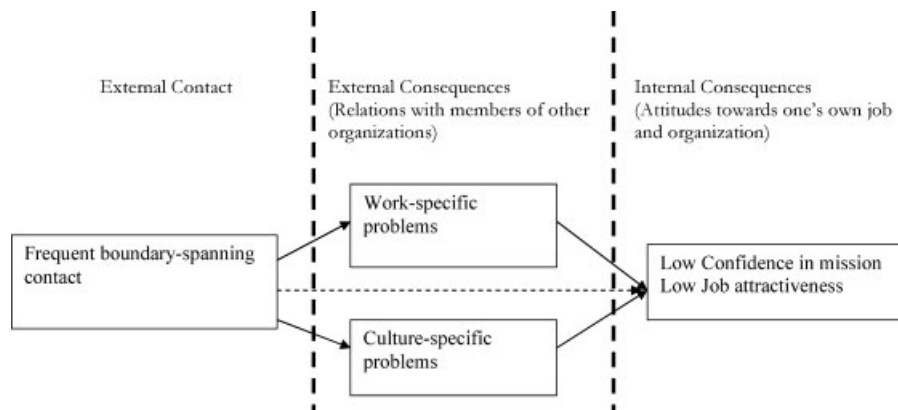 External Contact
External Consequences
(Relations with members of other
organizations)
Internal Consequences
(Attitudes towards one's own job
and organization)
Work-specific
problems
Frequent boundary-spanning
contact
Low Confidence in mission
Low Job attractiveness
Culture-specific
problems